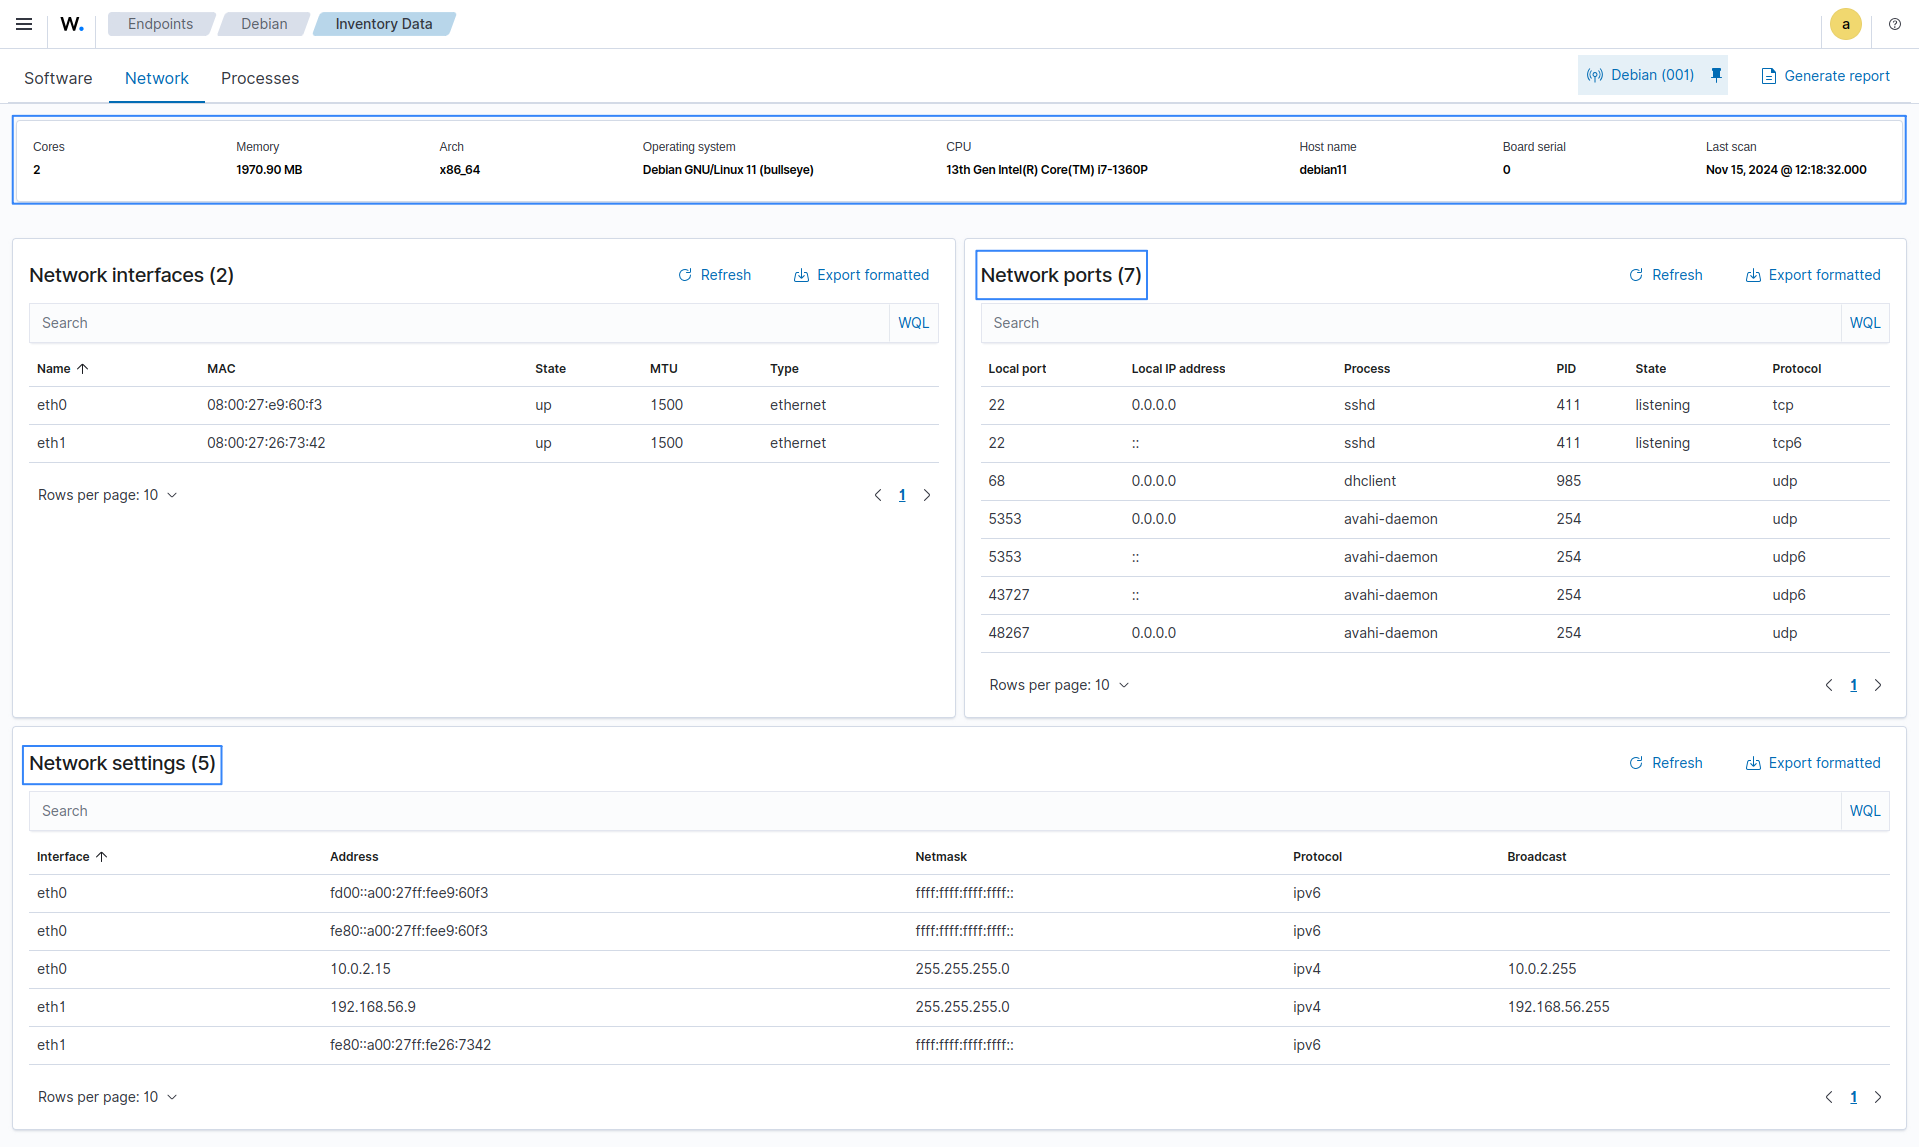 W. Endpoints Debian Inventory Data a
Software Network Processes Debian (001) Generate report
Cores Memory Arch Operating system CPU Host name Board serial Last scan
2 1970.90 MB x86_64 Debian GNU/Linux 11 (bullseye) 13th Gen Intel(R) Core(TM) i7-1360P debian11 0 Nov 15, 2024 @ 12:18:32.000
Network interfaces (2) Refresh Export formatted
Search WQL
Name MAC State MTU Type
eth0 08:00:27:e9:60:f3 up 1500 ethernet
eth1 08:00:27:26:73:42 up 1500 ethernet
Rows per page: 10 1
Network ports (7) Refresh Export formatted
Search WQL
Local port Local IP address Process PID State Protocol
22 0.0.0.0 sshd 411 listening tcp
22 :: sshd 411 listening tcp6
68 0.0.0.0 dhclient 985 udp
5353 0.0.0.0 avahi-daemon 254 udp
5353 :: avahi-daemon 254 udp6
43727 :: avahi-daemon 254 udp6
48267 0.0.0.0 avahi-daemon 254 udp
Rows per page: 10 1
Network settings (5) Refresh Export formatted
Search WQL
Interface Address Netmask Protocol Broadcast
eth0 fd00::a00:27ff:fee9:60f3 ffff:ffff:ffff:ffff:: ipv6
eth0 fe80::a00:27ff:fee9:60f3 ffff:ffff:ffff:ffff:: ipv6
eth0 10.0.2.15 255.255.255.0 ipv4 10.0.2.255
eth1 192.168.56.9 255.255.255.0 ipv4 192.168.56.255
eth1 fe80::a00:27ff:fe26:7342 ffff:ffff:ffff:ffff:: ipv6
Rows per page: 10 1